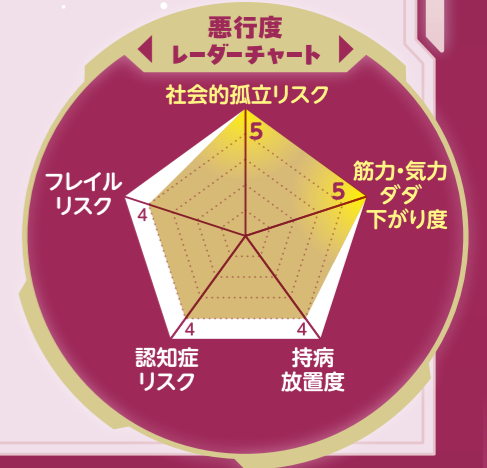 悪行度
レーダーチャート
社会的孤立リスク
5
筋力・気力
ダダ
下がり度
5
フレイル
リスク
4
認知症
リスク
4
持病
放置度
4